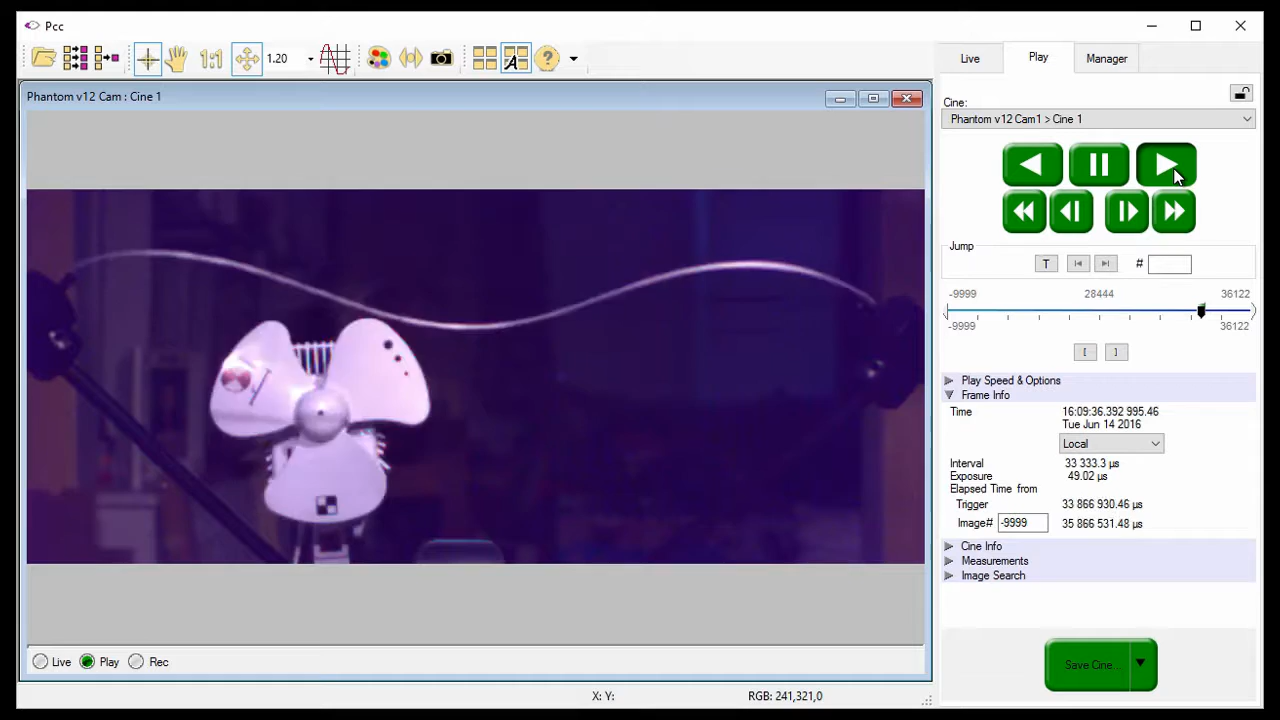 Pcc
1:1
1.20
A
?
Live
Play
Manager
Phantom v12 Cam : Cine 1
Cine:
Phantom v12 Cam1 > Cine 1
Jump
T
#
-9999
28444
36122
-9999
36122
[
]
Play Speed & Options
Frame Info
Time
16:09:36.392 995.46
Tue Jun 14 2016
Local
Interval
33 333.3 µs
Exposure
49.02 µs
Elapsed Time from
Trigger
33 866 930.46 µs
Image#
-9999
35 866 531.48 µs
Cine Info
Measurements
Image Search
Save Cine...
Live
Play
Rec
X: Y:
RGB: 241,321,0